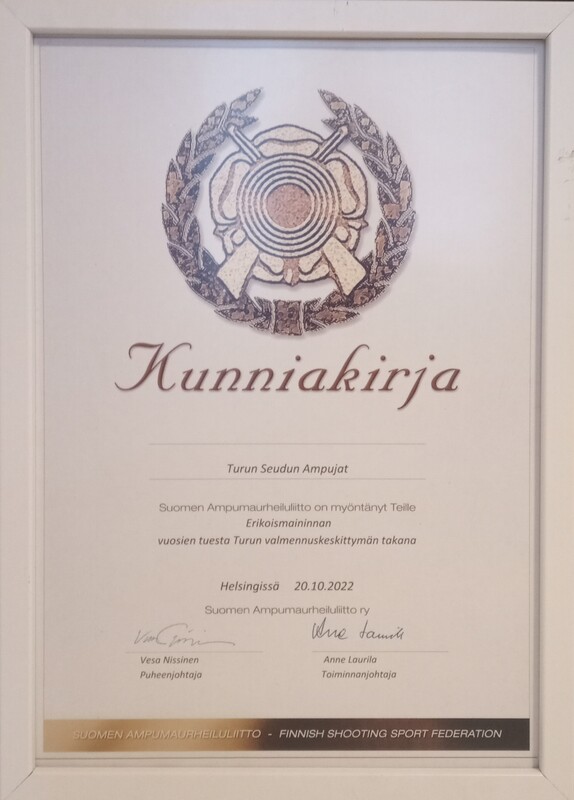 Kunniakirja
Turun Seudun Ampujat
Suomen Ampumaurheiluliitto on myöntänyt Teille
Erikoismaininnan
vuosien tuesta Turun valmennuskeskittymän takana
Helsingissä 20.10.2022
Suomen Ampumaurheiluliitto ry
Vesa Nissinen
Puheenjohtaja
Anne Laurila
Toiminnanjohtaja
SUOMEN AMPUMAURHEILULIITTO - FINNISH SHOOTING SPORT FEDERATION